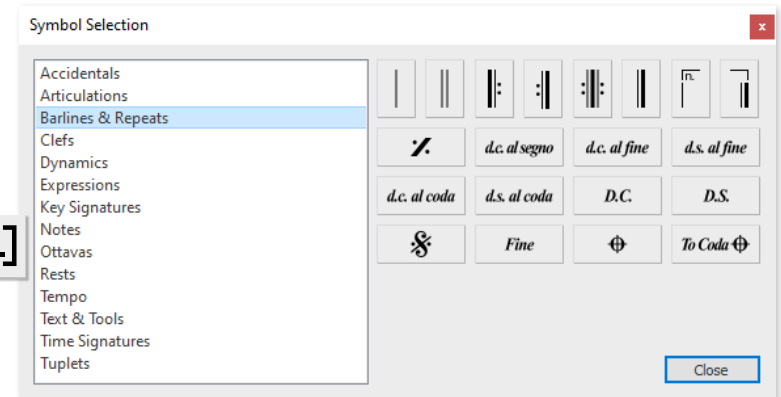 Symbol Selection
x
Accidentals
Articulations
Barlines & Repeats
Clefs
Dynamics
Expressions
Key Signatures
Notes
Ottavas
Rests
Tempo
Text & Tools
Time Signatures
Tuplets
n.
d.c. al segno
d.c. al fine
d.s. al fine
d.c. al coda
d.s. al coda
D.C.
D.S.
Fine
To Coda
Close